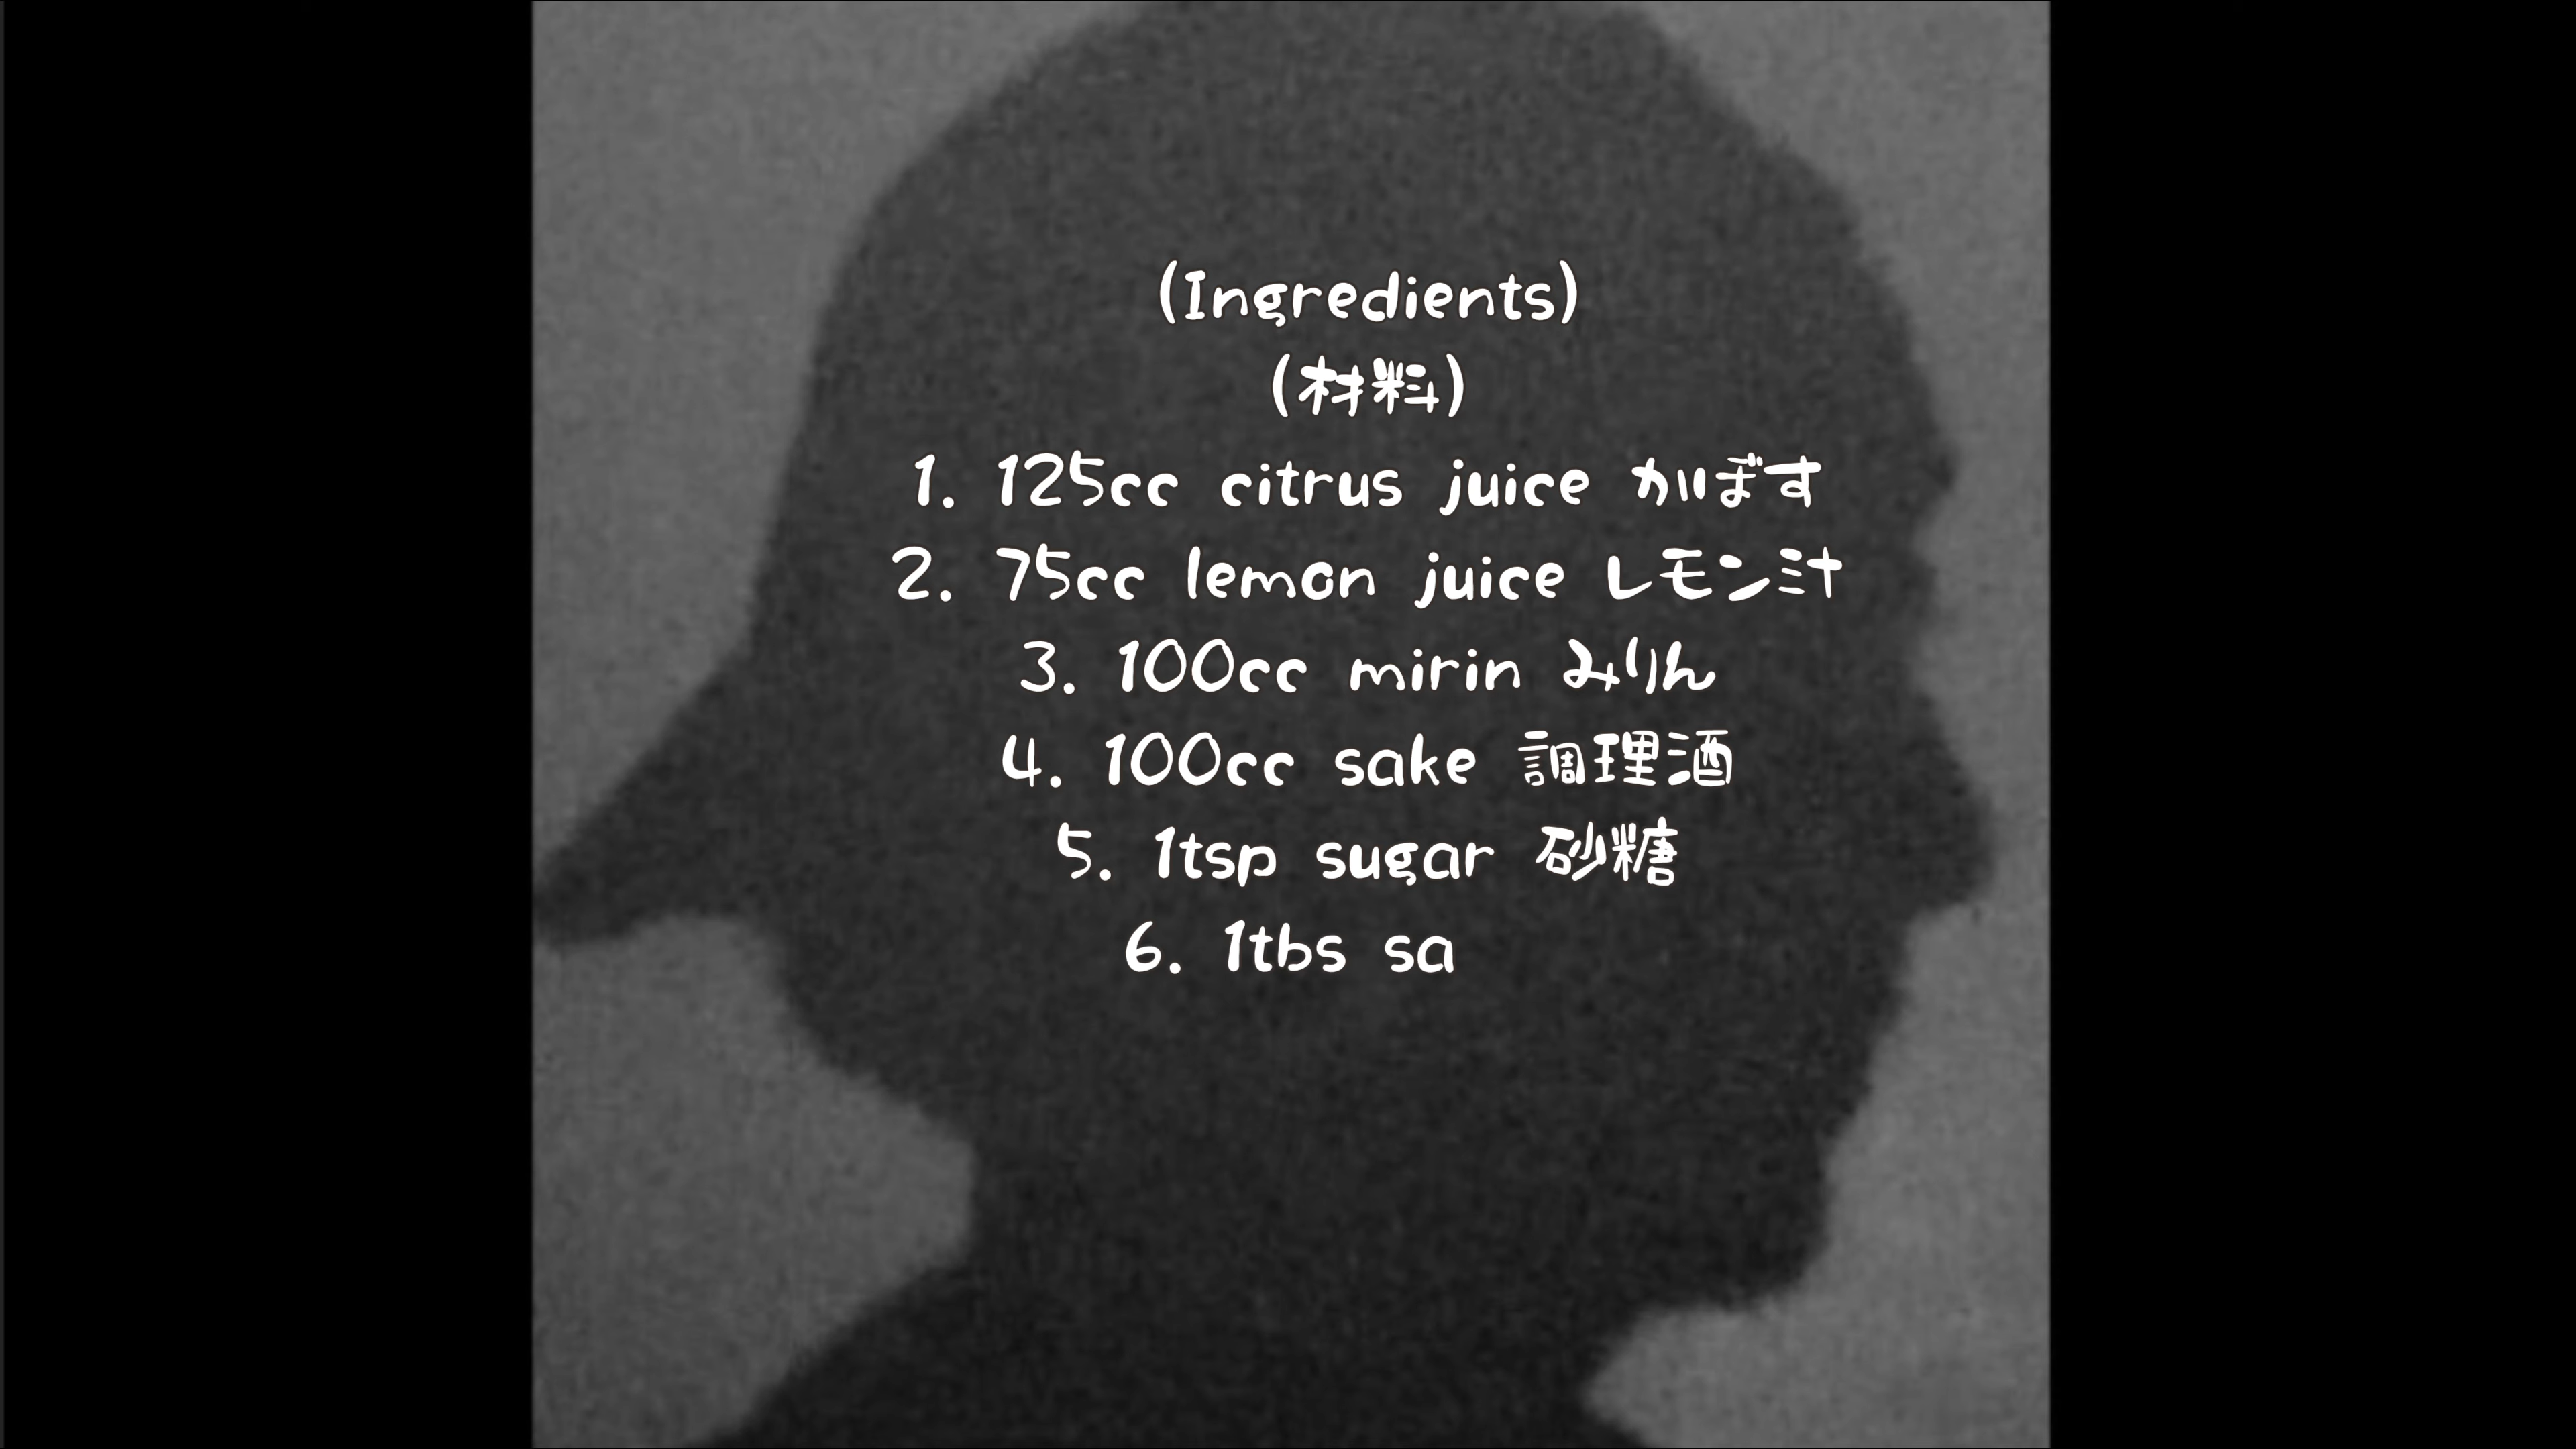 (Ingredients)
(材料)
1. 125cc citrus juice かぼす
2. 75cc lemon juice レモン汁
3. 100cc mirin みりん
4. 100cc sake 調理酒
5. 1tsp sugar 砂糖
6. 1tbs sa